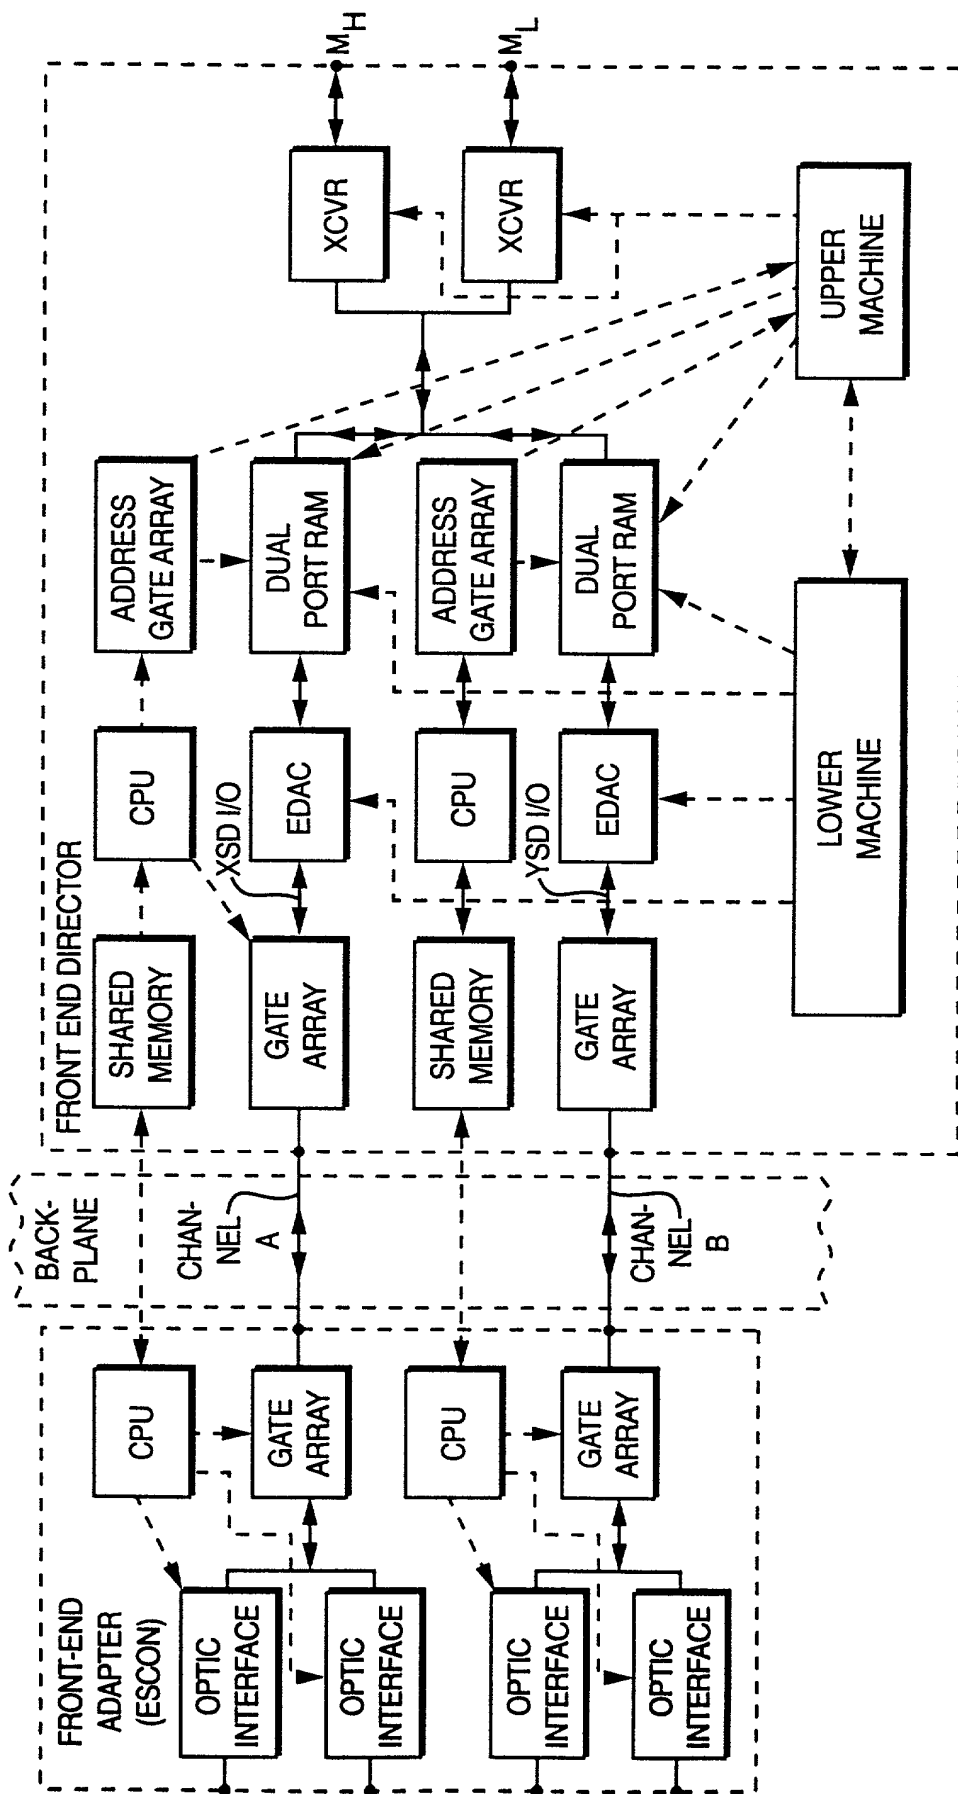 FRONT-END
ADAPTER
(ESCON)
OPTIC
INTERFACE
OPTIC
INTERFACE
OPTIC
INTERFACE
OPTIC
INTERFACE
CPU
GATE
ARRAY
CPU
GATE
ARRAY
BACK-
PLANE
CHAN-
NEL
A
CHAN-
NEL
B
FRONT END DIRECTOR
SHARED
MEMORY
GATE
ARRAY
SHARED
MEMORY
GATE
ARRAY
CPU
XSD I/O
EDAC
CPU
YSD I/O
EDAC
ADDRESS
GATE ARRAY
DUAL
PORT RAM
ADDRESS
GATE ARRAY
DUAL
PORT RAM
LOWER
MACHINE
UPPER
MACHINE
XCVR
XCVR
MH
ML